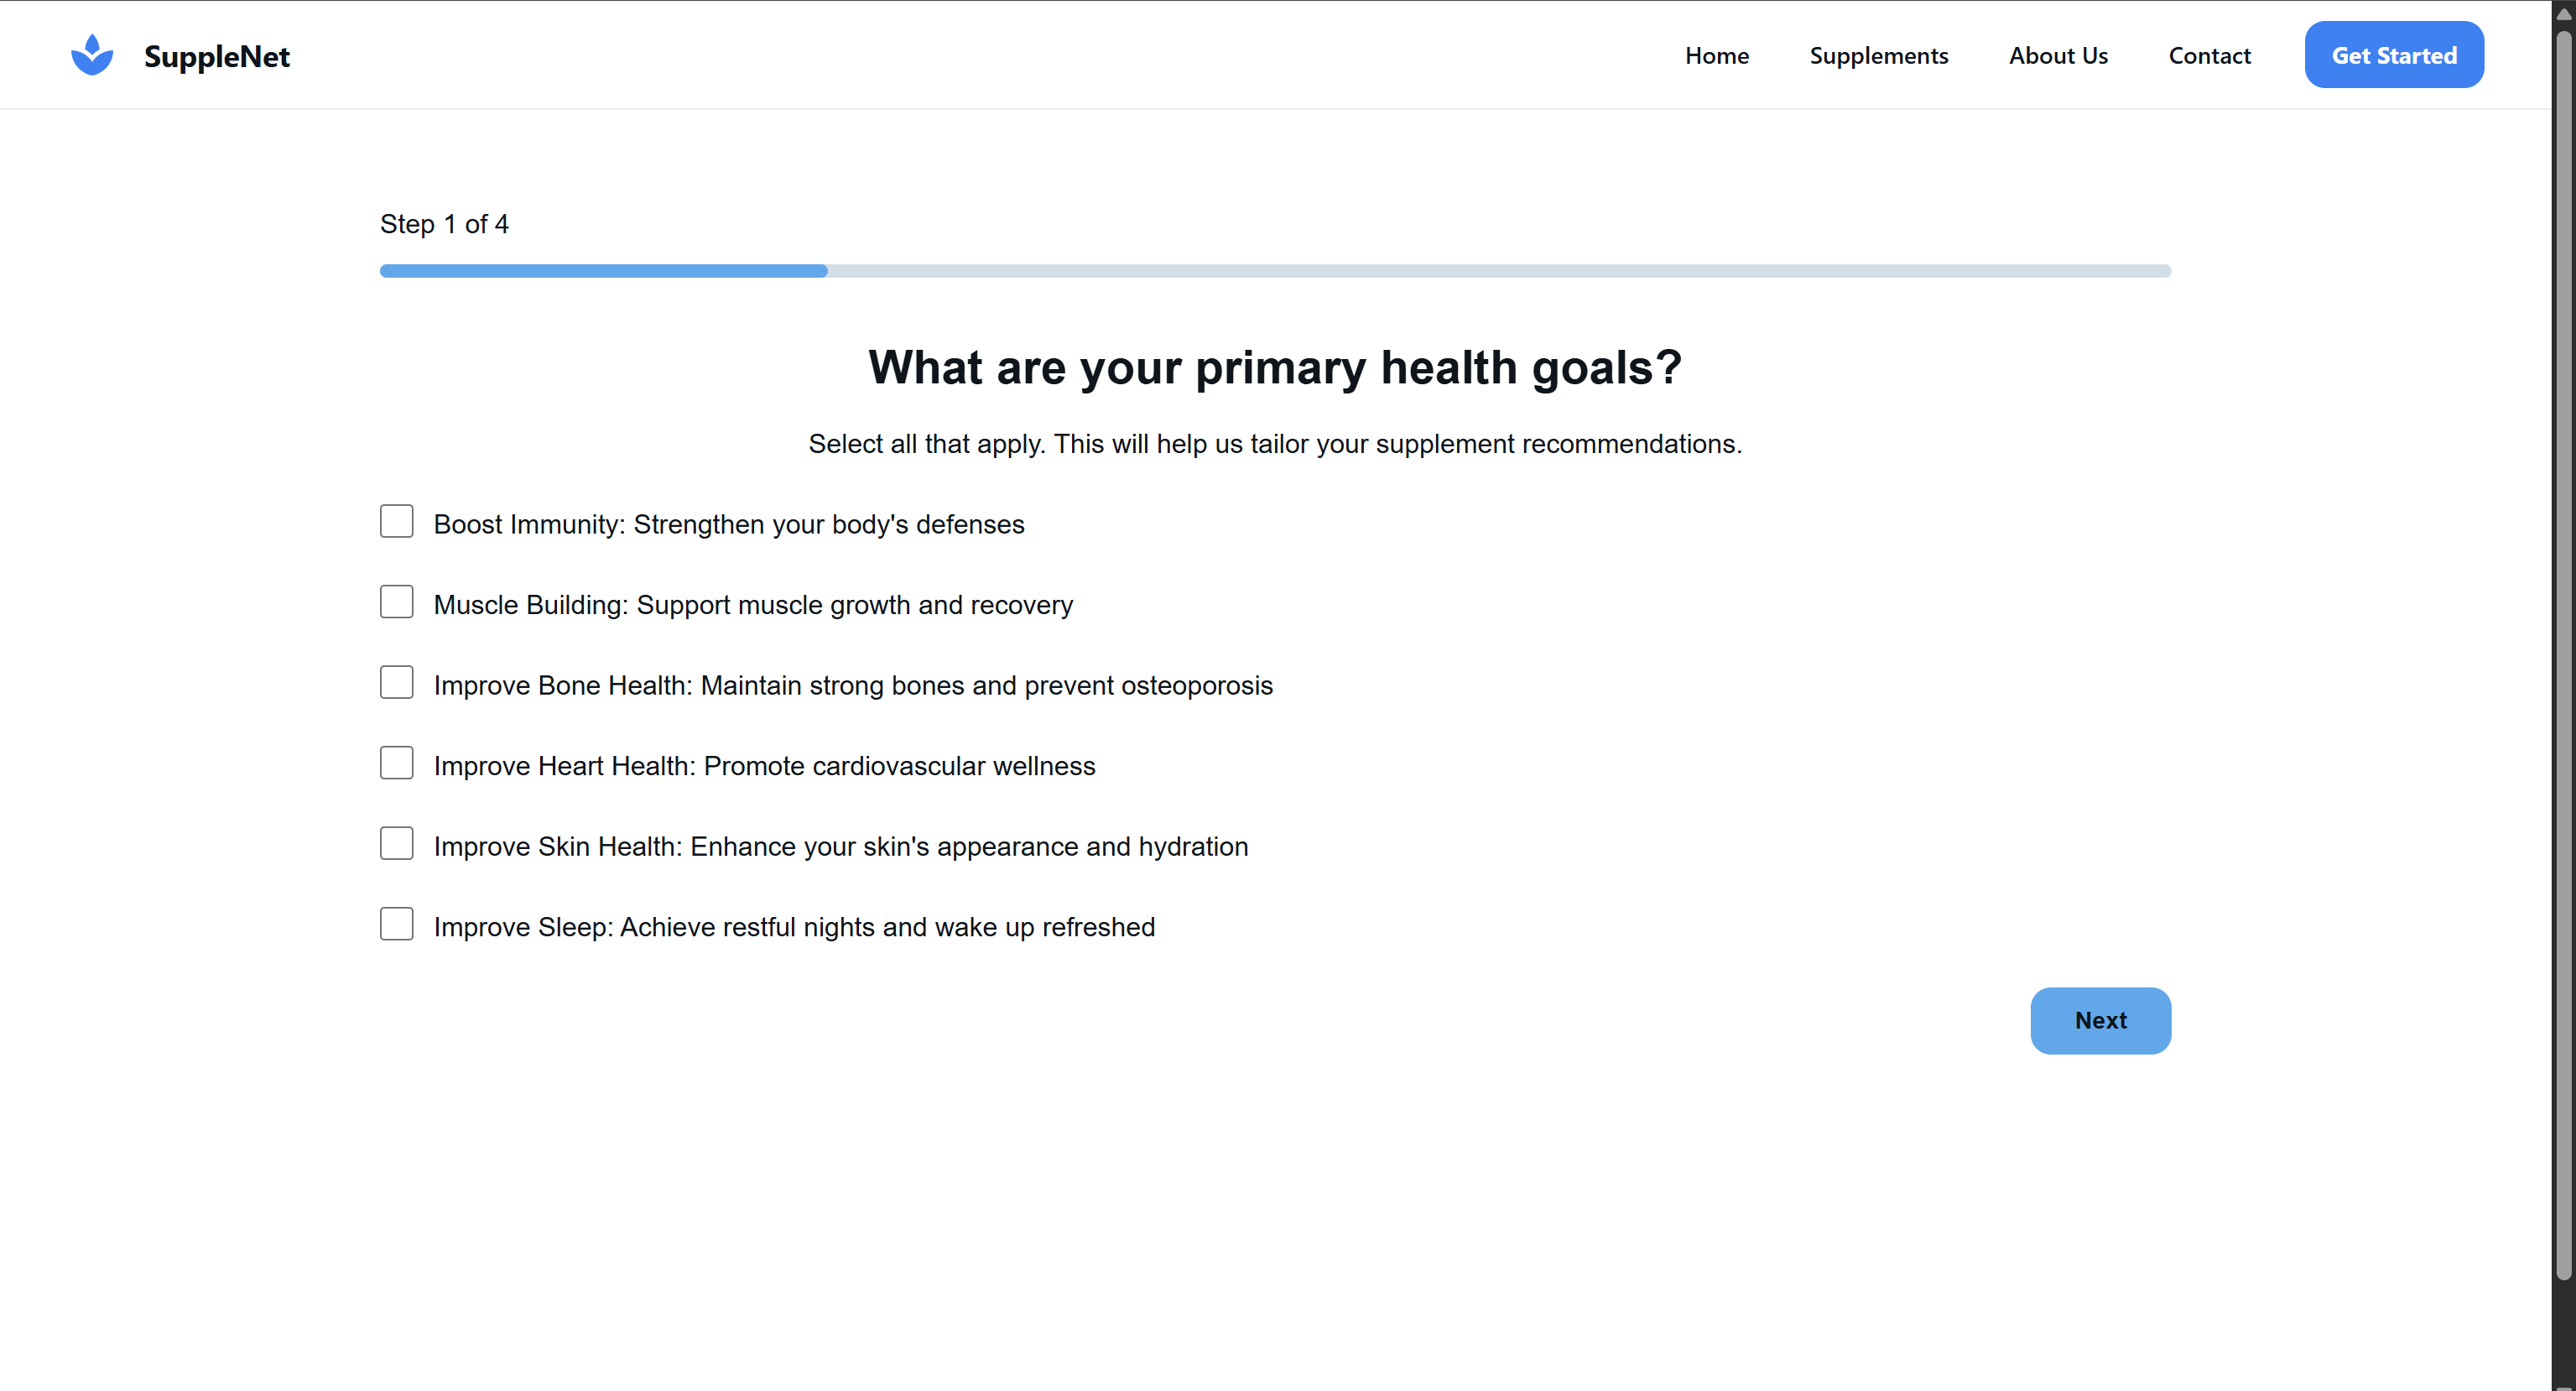 SuppleNet
Home
Supplements
About Us
Contact
Get Started
Step 1 of 4
What are your primary health goals?
Select all that apply. This will help us tailor your supplement recommendations.
Boost Immunity: Strengthen your body's defenses
Muscle Building: Support muscle growth and recovery
Improve Bone Health: Maintain strong bones and prevent osteoporosis
Improve Heart Health: Promote cardiovascular wellness
Improve Skin Health: Enhance your skin's appearance and hydration
Improve Sleep: Achieve restful nights and wake up refreshed
Next